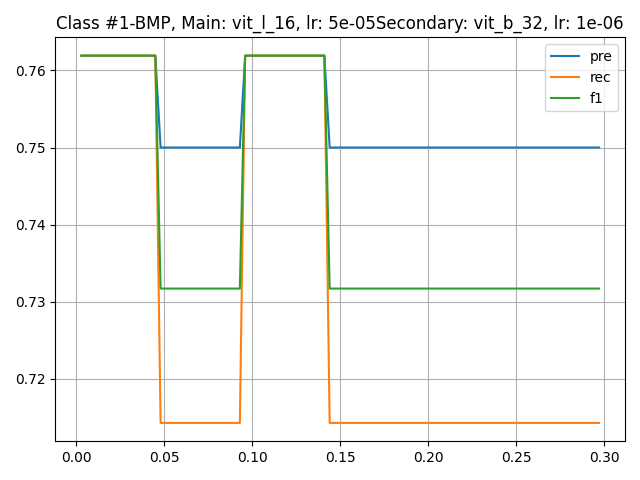 Class #1-BMP, Main: vit_l_16, lr: 5e-05Secondary: vit_b_32, lr: 1e-06
pre
rec
f1
0.76
0.75
0.74
0.73
0.72
0.00 0.05 0.10 0.15 0.20 0.25 0.30